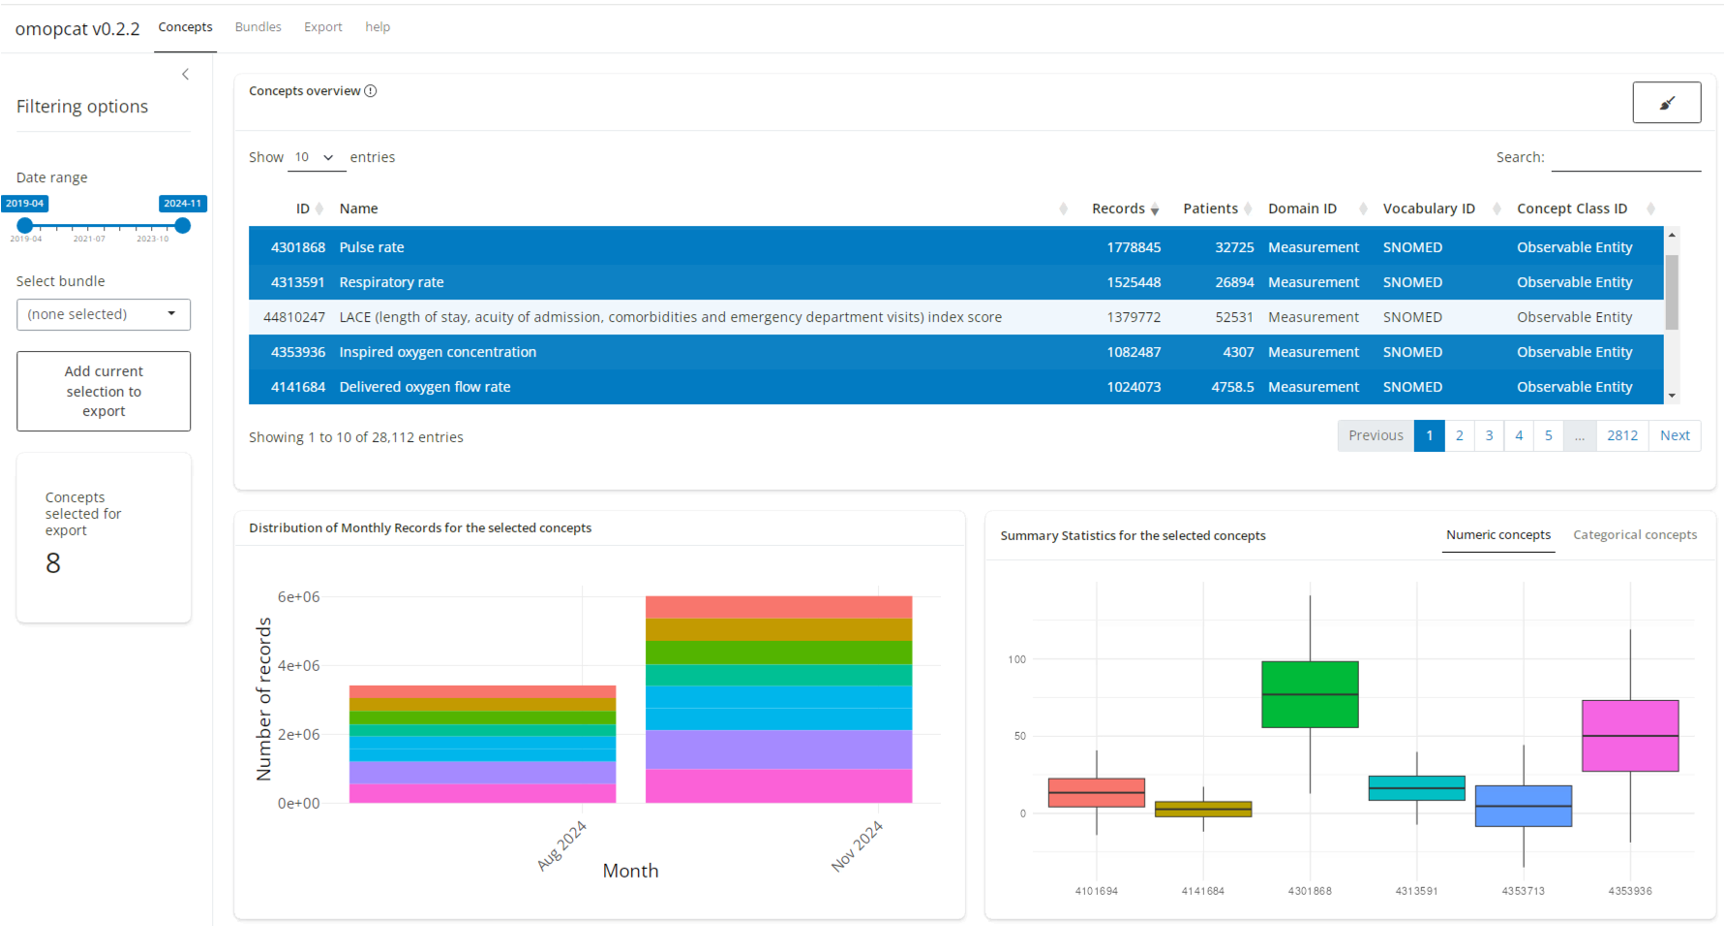 omopcat v0.2.2 Concepts Bundles Export help
Filtering options
Date range
2019-04 2024-11
2019-04 2021-07 2023-10
Select bundle
(none selected)
Add current
selection to
export
Concepts
selected for
export
8
Concepts overview
Show 10 entries Search:
ID Name Records Patients Domain ID Vocabulary ID Concept Class ID
4301868 Pulse rate 1778845 32725 Measurement SNOMED Observable Entity
4313591 Respiratory rate 1525448 26894 Measurement SNOMED Observable Entity
44810247 LACE (length of stay, acuity of admission, comorbidities and emergency department visits) index score 1379772 52531 Measurement SNOMED Observable Entity
4353936 Inspired oxygen concentration 1082487 4307 Measurement SNOMED Observable Entity
4141684 Delivered oxygen flow rate 1024073 4758.5 Measurement SNOMED Observable Entity
Showing 1 to 10 of 28,112 entries Previous 1 2 3 4 5 ... 2812 Next
Distribution of Monthly Records for the selected concepts
Number of records
6e+06
4e+06
2e+06
0e+00
Aug 2024 Nov 2024
Month
Summary Statistics for the selected concepts Numeric concepts Categorical concepts
100
50
0
4101694 4141684 4301868 4313591 4353713 4353936